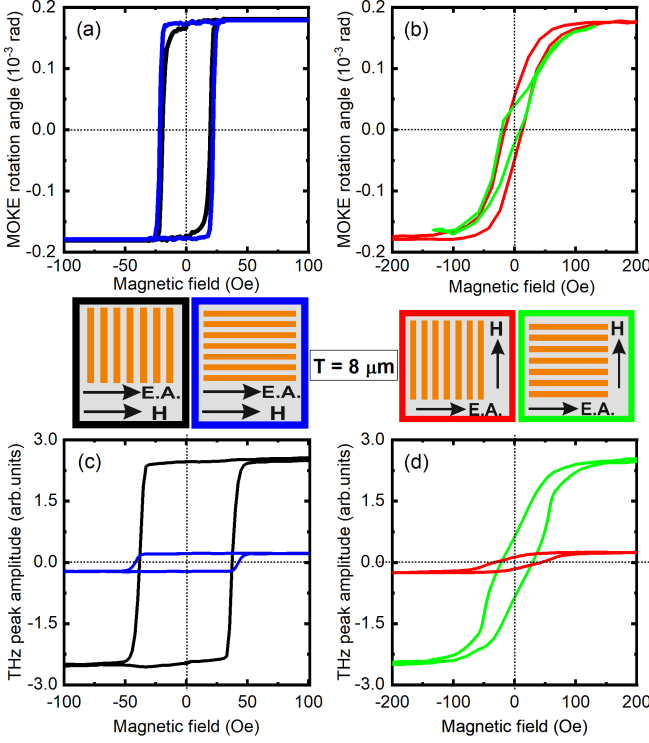 (a)
MOKE rotation angle (10⁻³ rad)
0.2
0.1
0.0
-0.1
-0.2
-100 -50 0 50 100
Magnetic field (Oe)
(b)
MOKE rotation angle (10⁻³ rad)
0.2
0.1
0.0
-0.1
-0.2
-200 -100 0 100 200
Magnetic field (Oe)
E.A.
H
E.A.
H
T = 8 μm
H
E.A.
H
E.A.
(c)
THz peak amplitude (arb.units)
3.0
1.5
0.0
-1.5
-3.0
-100 -50 0 50 100
Magnetic field (Oe)
(d)
THz peak amplitude (arb.units)
3.0
1.5
0.0
-1.5
-3.0
-200 -100 0 100 200
Magnetic field (Oe)